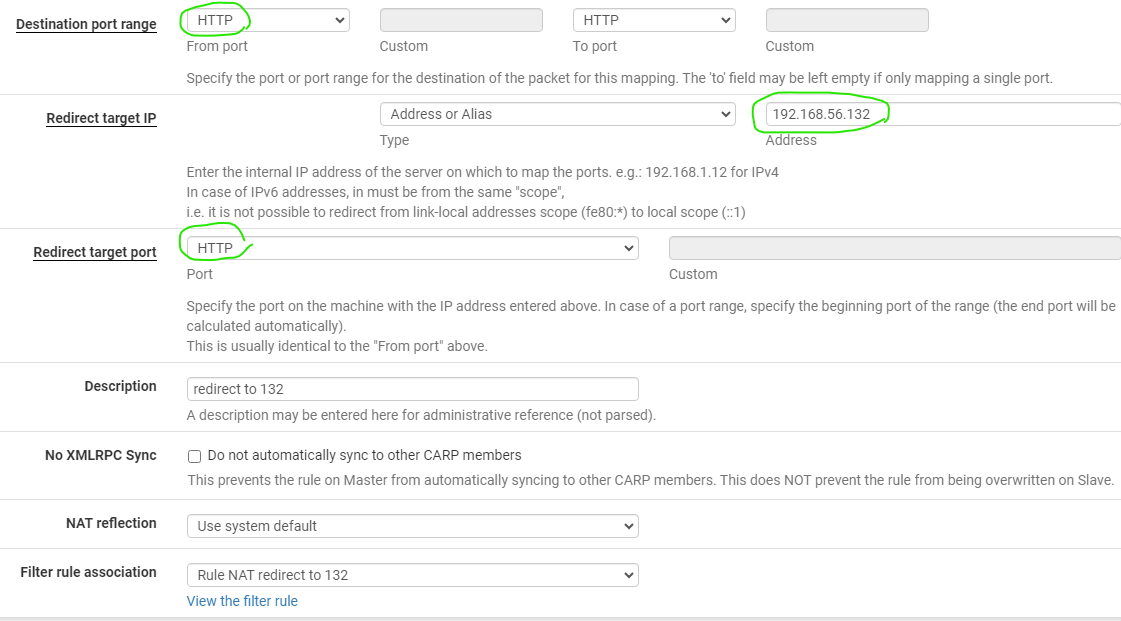 Destination port range HTTP HTTP
From port Custom To port Custom
Specify the port or port range for the destination of the packet for this mapping. The 'to' field may be left empty if only mapping a single port.
Redirect target IP Address or Alias 192.168.56.132
Type Address
Enter the internal IP address of the server on which to map the ports. e.g.: 192.168.1.12 for IPv4
In case of IPv6 addresses, in must be from the same "scope",
i.e. it is not possible to redirect from link-local addresses scope (fe80:*) to local scope (::1)
Redirect target port HTTP
Port Custom
Specify the port on the machine with the IP address entered above. In case of a port range, specify the beginning port of the range (the end port will be
calculated automatically).
This is usually identical to the "From port" above.
Description redirect to 132
A description may be entered here for administrative reference (not parsed).
No XMLRPC Sync Do not automatically sync to other CARP members
This prevents the rule on Master from automatically syncing to other CARP members. This does NOT prevent the rule from being overwritten on Slave.
NAT reflection Use system default
Filter rule association Rule NAT redirect to 132
View the filter rule